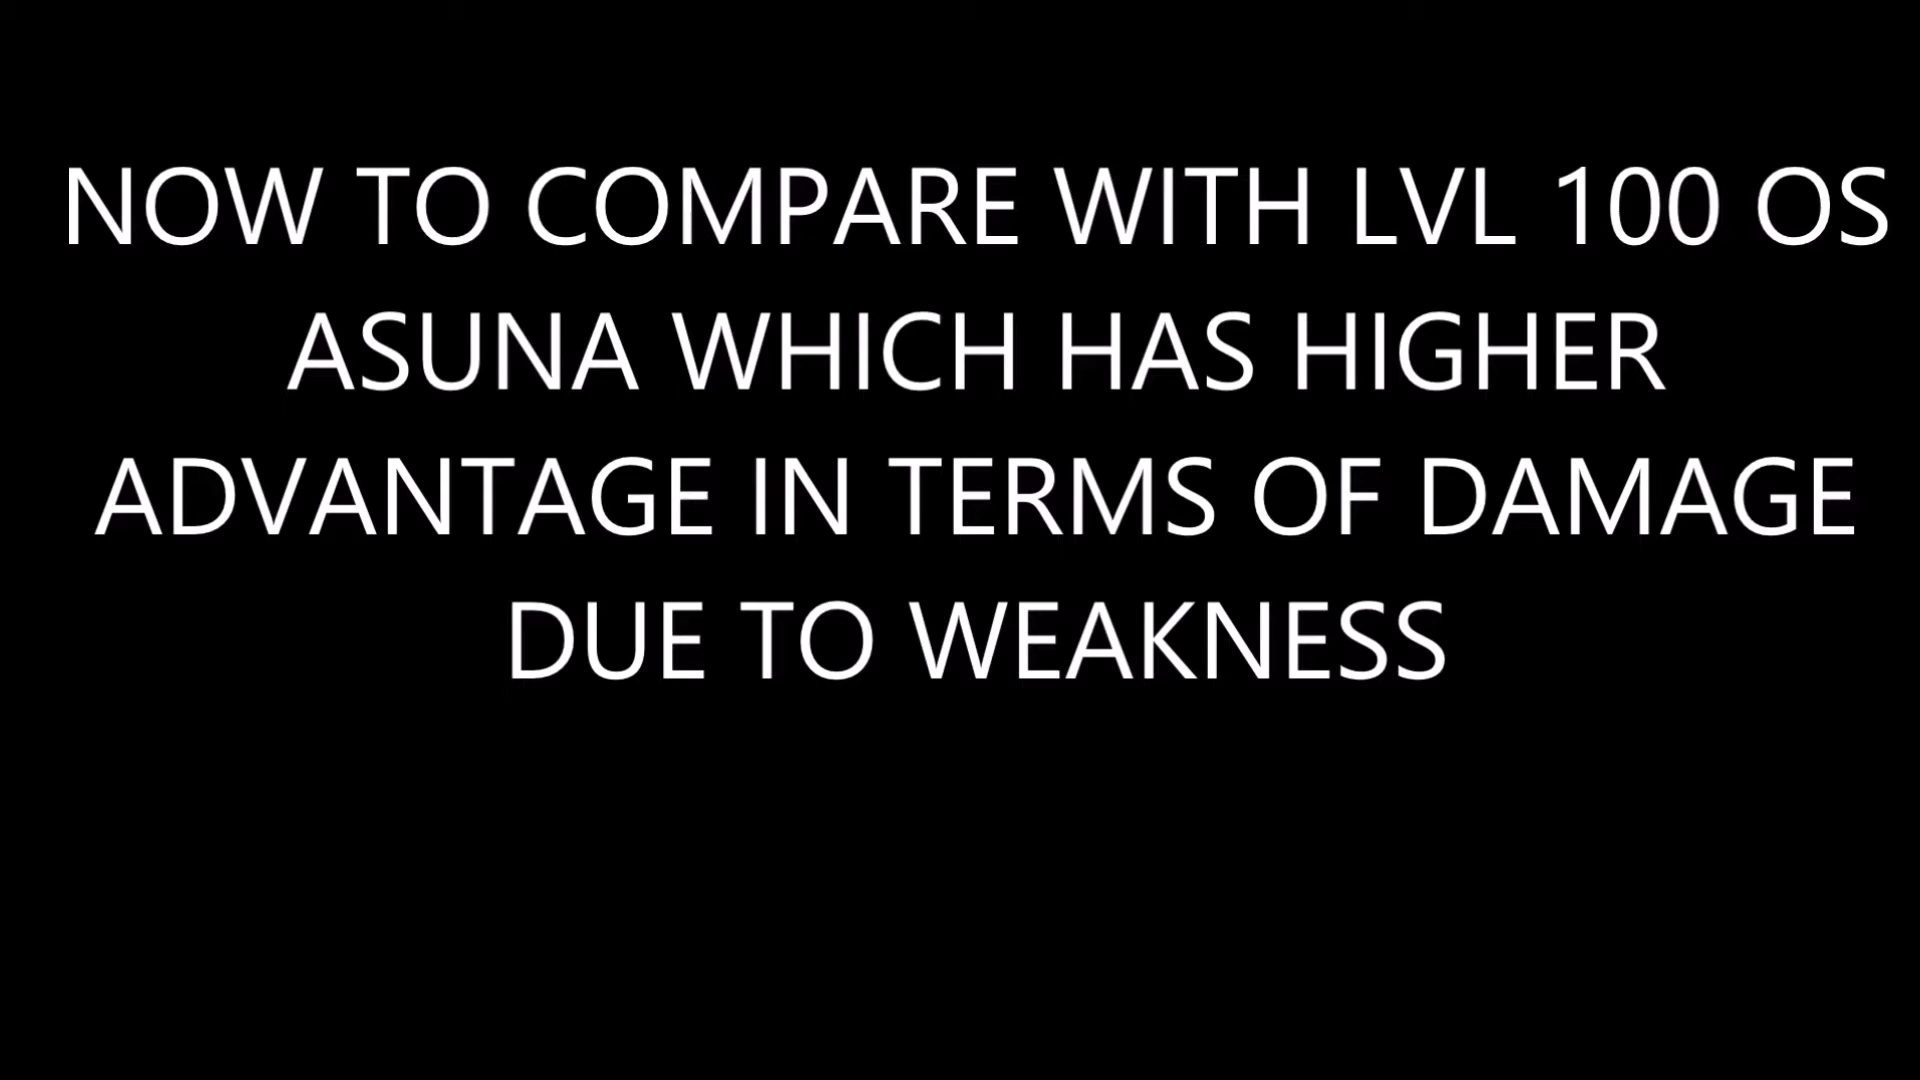 NOW TO COMPARE WITH LVL 100 OS
ASUNA WHICH HAS HIGHER
ADVANTAGE IN TERMS OF DAMAGE
DUE TO WEAKNESS